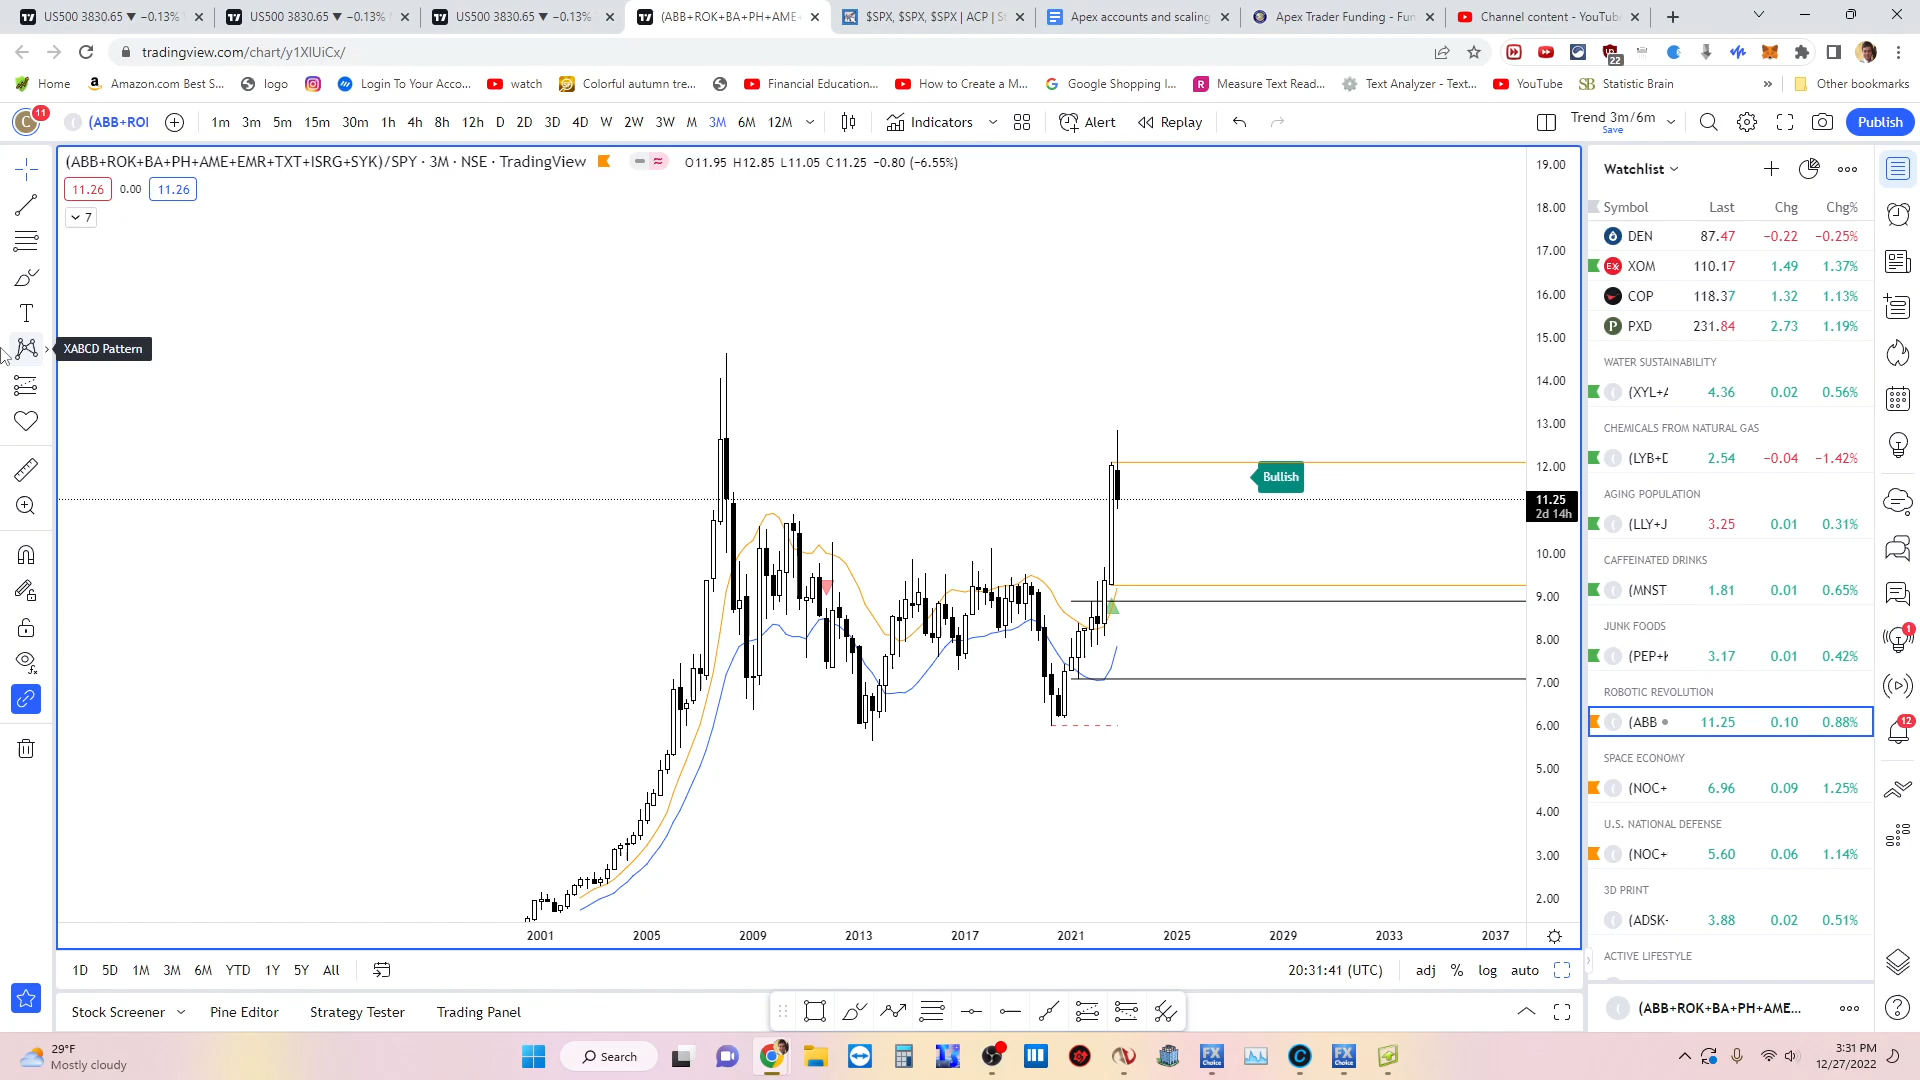 US500 3830.65 ▼ −0.13%
US500 3830.65 ▼ −0.13%
US500 3830.65 ▼ −0.13%
(ABB+ROK+BA+PH+AME+
$SPX, $SPX, $SPX | ACP | S
Apex accounts and scaling
Apex Trader Funding - Fun
Channel content - YouTube
tradingview.com/chart/y1XIUiCx/
22
Home
Amazon.com Best S...
logo
Login To Your Acco...
watch
Colorful autumn tre...
Financial Education...
How to Create a M...
Google Shopping I...
Measure Text Read...
Text Analyzer - Text...
YouTube
SB Statistic Brain
»
Other bookmarks
C 11
(ABB+ROI
1m 3m 5m 15m 30m 1h 4h 8h 12h D 2D 3D 4D W 2W 3W M 3M 6M 12M
Indicators
Alert
Replay
Trend 3m/6m
Save
Publish
(ABB+ROK+BA+PH+AME+EMR+TXT+ISRG+SYK)/SPY · 3M · NSE · TradingView
O11.95 H12.85 L11.05 C11.25 −0.80 (−6.55%)
11.26 0.00 11.26
7
XABCD Pattern
Bullish
19.00
18.00
17.00
16.00
15.00
14.00
13.00
12.00
11.25
2d 14h
10.00
9.00
8.00
7.00
6.00
5.00
4.00
3.00
2.00
2001 2005 2009 2013 2017 2021 2025 2029 2033 2037
1D 5D 1M 3M 6M YTD 1Y 5Y All
20:31:41 (UTC)
adj % log auto
Stock Screener
Pine Editor
Strategy Tester
Trading Panel
Watchlist
Symbol Last Chg Chg%
DEN 87.47 −0.22 −0.25%
XOM 110.17 1.49 1.37%
COP 118.37 1.32 1.13%
PXD 231.84 2.73 1.19%
WATER SUSTAINABILITY
(XYL+A 4.36 0.02 0.56%
CHEMICALS FROM NATURAL GAS
(LYB+D 2.54 −0.04 −1.42%
AGING POPULATION
(LLY+J 3.25 0.01 0.31%
CAFFEINATED DRINKS
(MNST 1.81 0.01 0.65%
JUNK FOODS
(PEP+K 3.17 0.01 0.42%
ROBOTIC REVOLUTION
(ABB 11.25 0.10 0.88%
SPACE ECONOMY
(NOC+ 6.96 0.09 1.25%
U.S. NATIONAL DEFENSE
(NOC+ 5.60 0.06 1.14%
3D PRINT
(ADSK- 3.88 0.02 0.51%
ACTIVE LIFESTYLE
(ABB+ROK+BA+PH+AME...
1
12
29°F
Mostly cloudy
Search
FX
Choice
FX
Choice
3:31 PM
12/27/2022